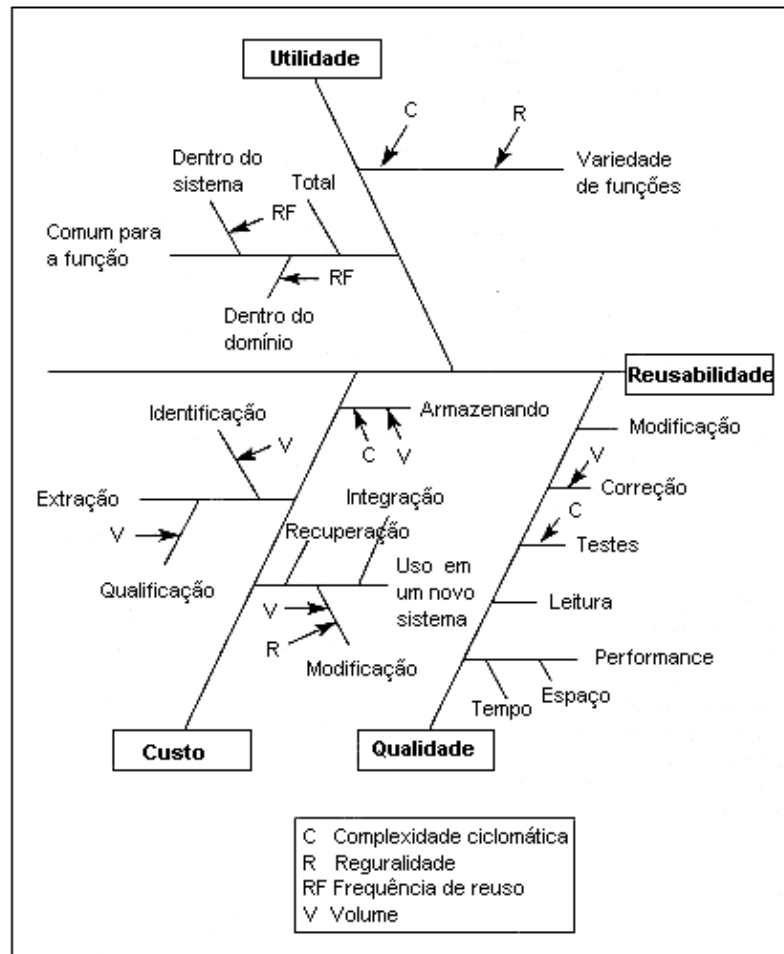 Utilidade
C
R
Dentro do
sistema
Total
Variedade
de funções
RF
Comum para
a função
RF
Dentro do
domínio
Reusabilidade
Identificação
Armazenando
Modificação
V
C
V
V
Integração
Correção
Extração
C
Recuperação
V
Testes
Uso em
um novo
sistema
Qualificação
V
R
Leitura
Modificação
Performance
Espaço
Tempo
Custo
Qualidade
C Complexidade ciclomática
R Reguralidade
RF Frequência de reuso
V Volume